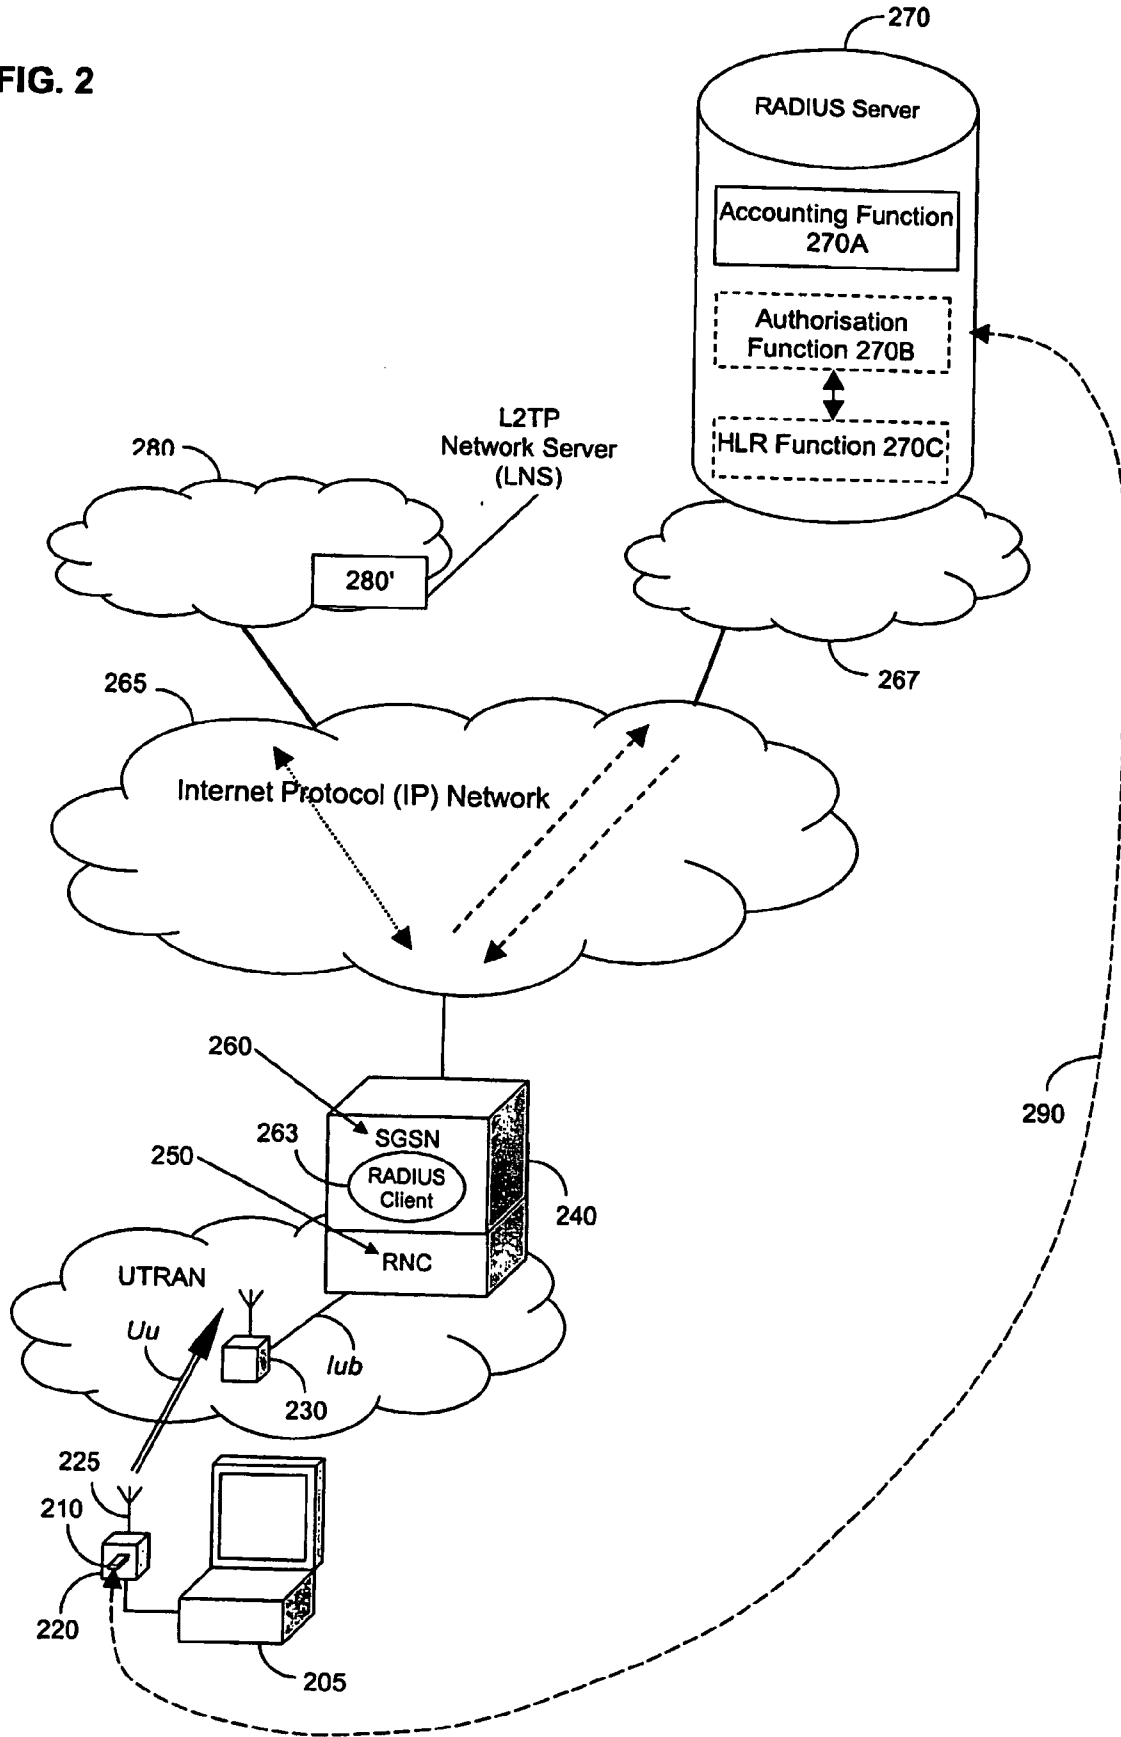 FIG. 2
270
RADIUS Server
Accounting Function
270A
Authorisation
Function 270B
HLR Function 270C
L2TP
Network Server
(LNS)
280
280'
265
267
Internet Protocol (IP) Network
260
263
SGSN
250
RADIUS
Client
240
290
RNC
UTRAN
Uu
Iub
230
225
210
220
205